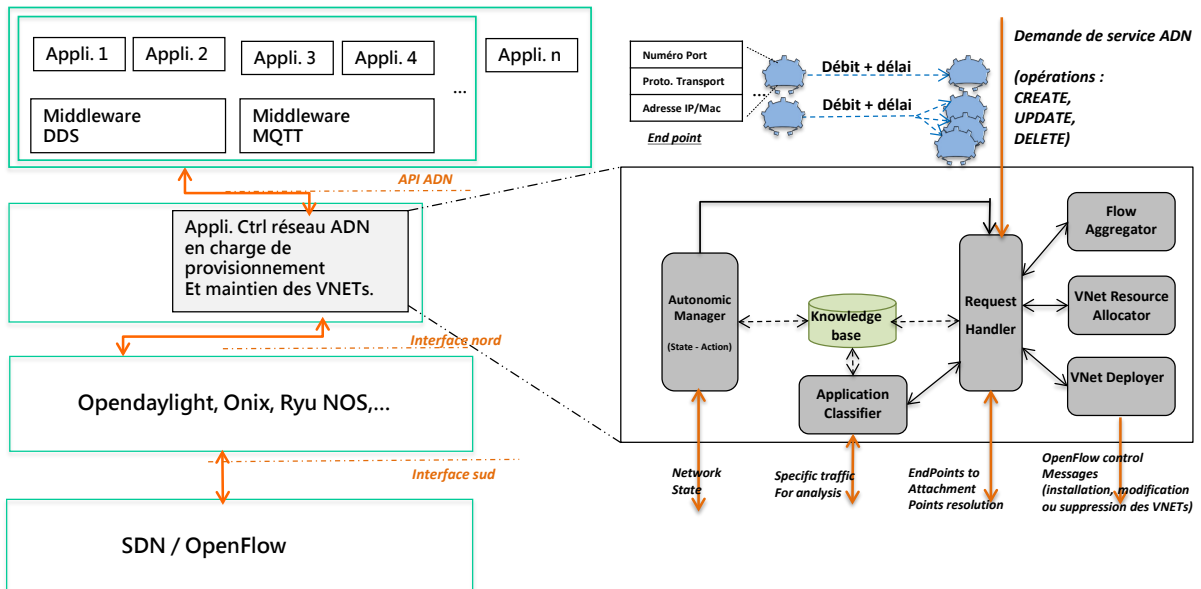 Appli. 1
Appli. 2
Appli. 3
Appli. 4
Appli. n
...
Middleware
DDS
Middleware
MQTT
API ADN
Appli. Ctrl réseau ADN
en charge de
provisionnement
Et maintien des VNETs.
Interface nord
Opendaylight, Onix, Ryu NOS,...
Interface sud
SDN / OpenFlow
Numéro Port
Proto. Transport
Adresse IP/Mac
End point
...
Débit + délai
Débit + délai
Demande de service ADN
(opérations :
CREATE,
UPDATE,
DELETE)
Autonomic
Manager
(State - Action)
Knowledge
base
Application
Classifier
Request
Handler
Flow
Aggregator
VNet Resource
Allocator
VNet Deployer
Network
State
Specific traffic
For analysis
EndPoints to
Attachment
Points resolution
OpenFlow control
Messages
(installation, modification
ou suppression des VNETs)